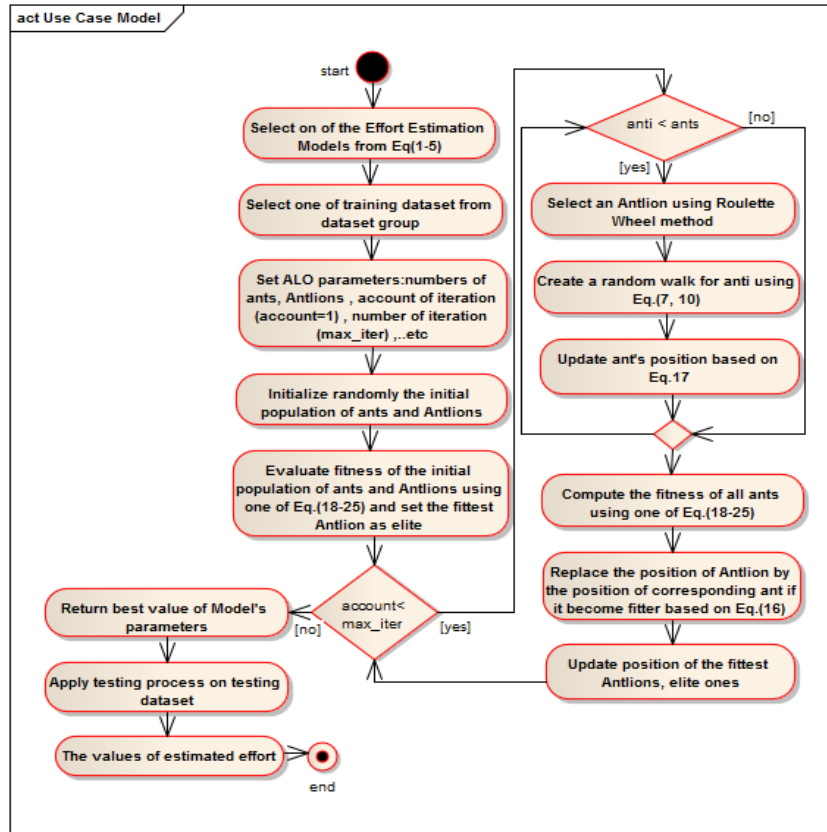 act Use Case Model
start
Select on of the Effort Estimation
Models from Eq(1-5)
Select one of training dataset from
dataset group
Set ALO parameters:numbers of
ants, Antlions , account of iteration
(account=1) , number of iteration
(max_iter) ,..etc
Initialize randomly the initial
population of ants and Antlions
Evaluate fitness of the initial
population of ants and Antlions using
one of Eq.(18-25) and set the fittest
Antlion as elite
account<
max_iter
[no]
[yes]
Return best value of Model's
parameters
Apply testing process on testing
dataset
The values of estimated effort
end
anti < ants
[no]
[yes]
Select an Antlion using Roulette
Wheel method
Create a random walk for anti using
Eq.(7, 10)
Update ant's position based on
Eq.17
Compute the fitness of all ants
using one of Eq.(18-25)
Replace the position of Antlion by
the position of corresponding ant if
it become fitter based on Eq.(16)
Update position of the fittest
Antlions, elite ones